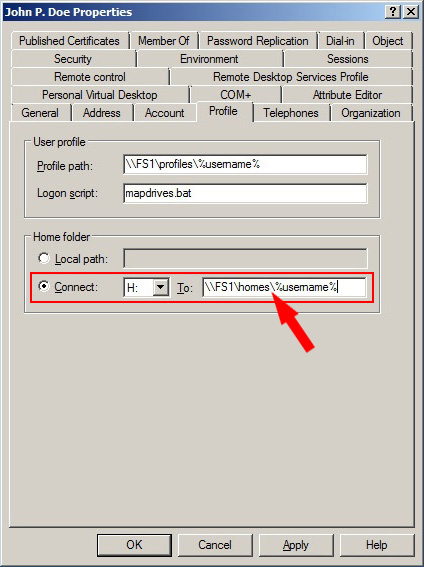 John P. Doe Properties
Published Certificates Member Of Password Replication Dial-in Object
Security Environment Sessions
Remote control Remote Desktop Services Profile
Personal Virtual Desktop COM+ Attribute Editor
General Address Account Profile Telephones Organization
User profile
Profile path: \\FS1\profiles\%username%
Logon script: mapdrives.bat
Home folder
Local path:
Connect: H: To: \\FS1\homes\%username%
OK Cancel Apply Help